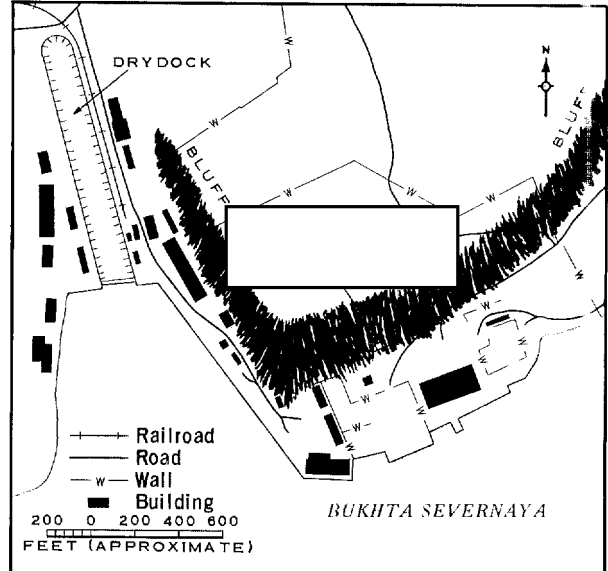 W
N
DRYDOCK
BLUFF
W
BLUFF
W
W
W
W
W
W
W
W
W
W
W
W
W
Railroad
Road
W Wall
Building
BUKHTA SEVERNAYA
200 0 200 400 600
FEET (APPROXIMATE)